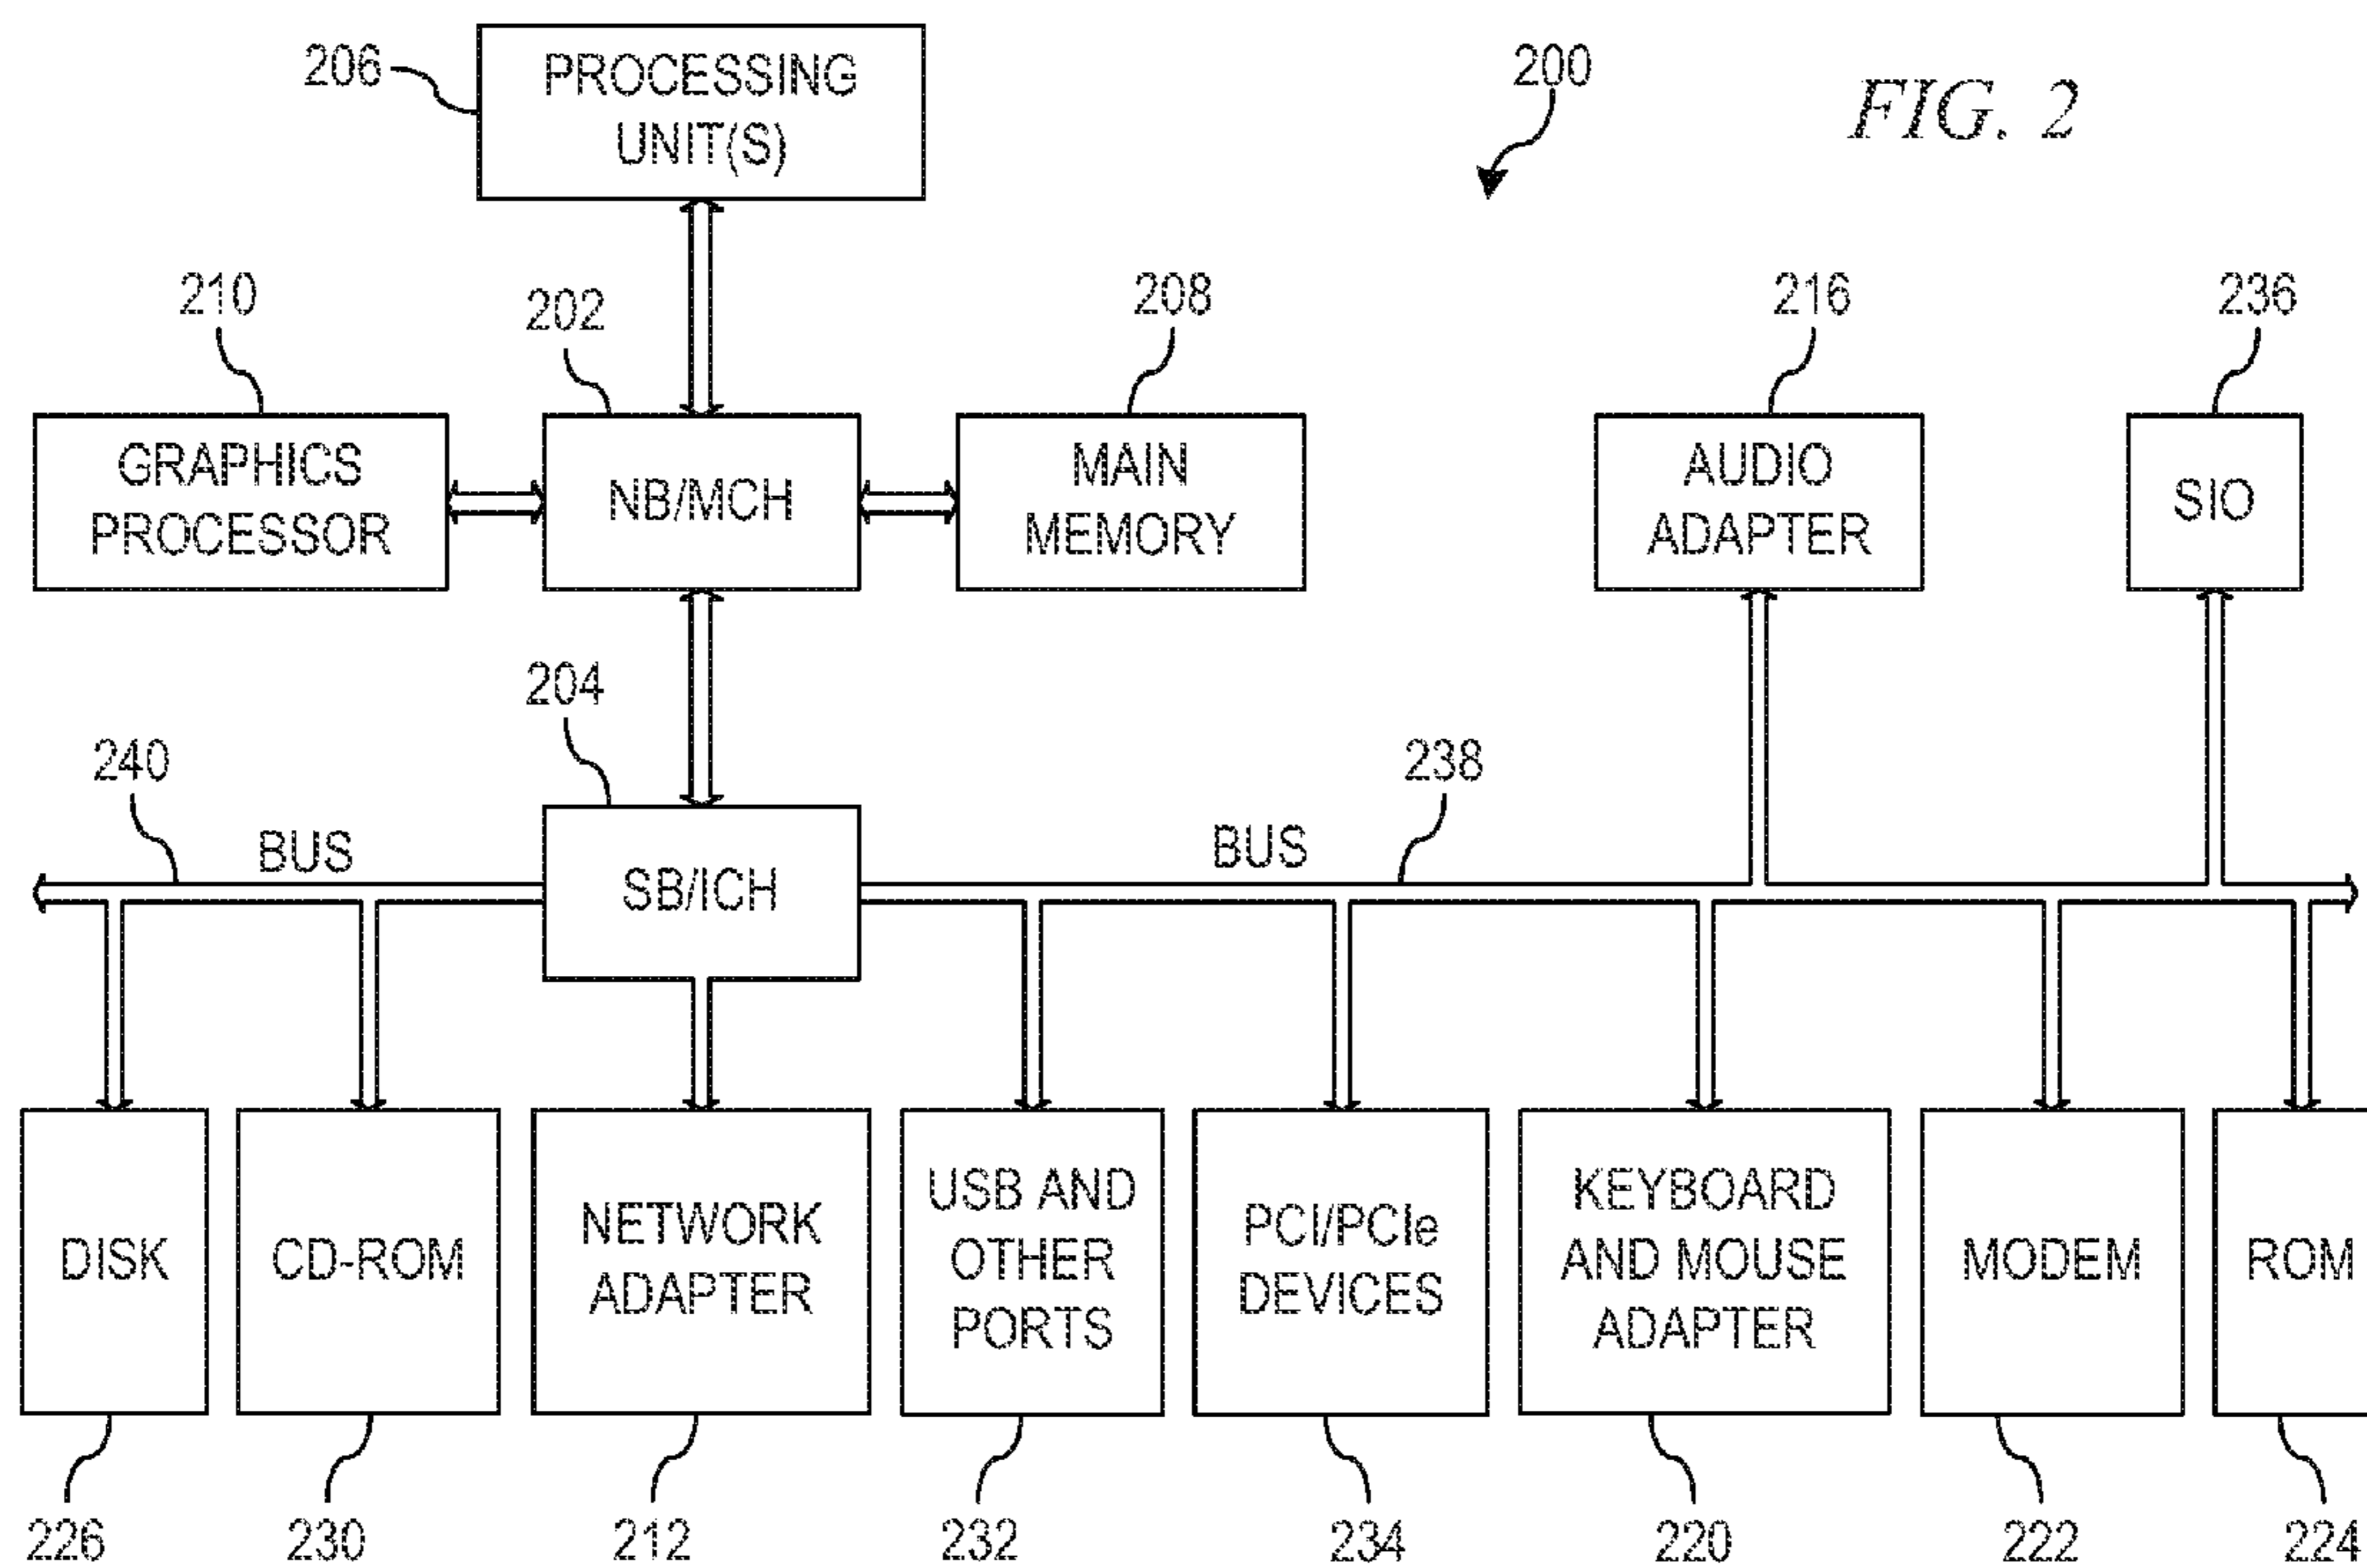 206
PROCESSING
UNIT(S)
200
FIG. 2
210
202
208
216
236
GRAPHICS
PROCESSOR
NB/MCH
MAIN
MEMORY
AUDIO
ADAPTER
SIO
204
240
238
BUS
BUS
SB/ICH
DISK
CD-ROM
NETWORK
ADAPTER
USB AND
OTHER
PORTS
PCI/PCIe
DEVICES
KEYBOARD
AND MOUSE
ADAPTER
MODEM
ROM
226
230
212
232
234
220
222
224